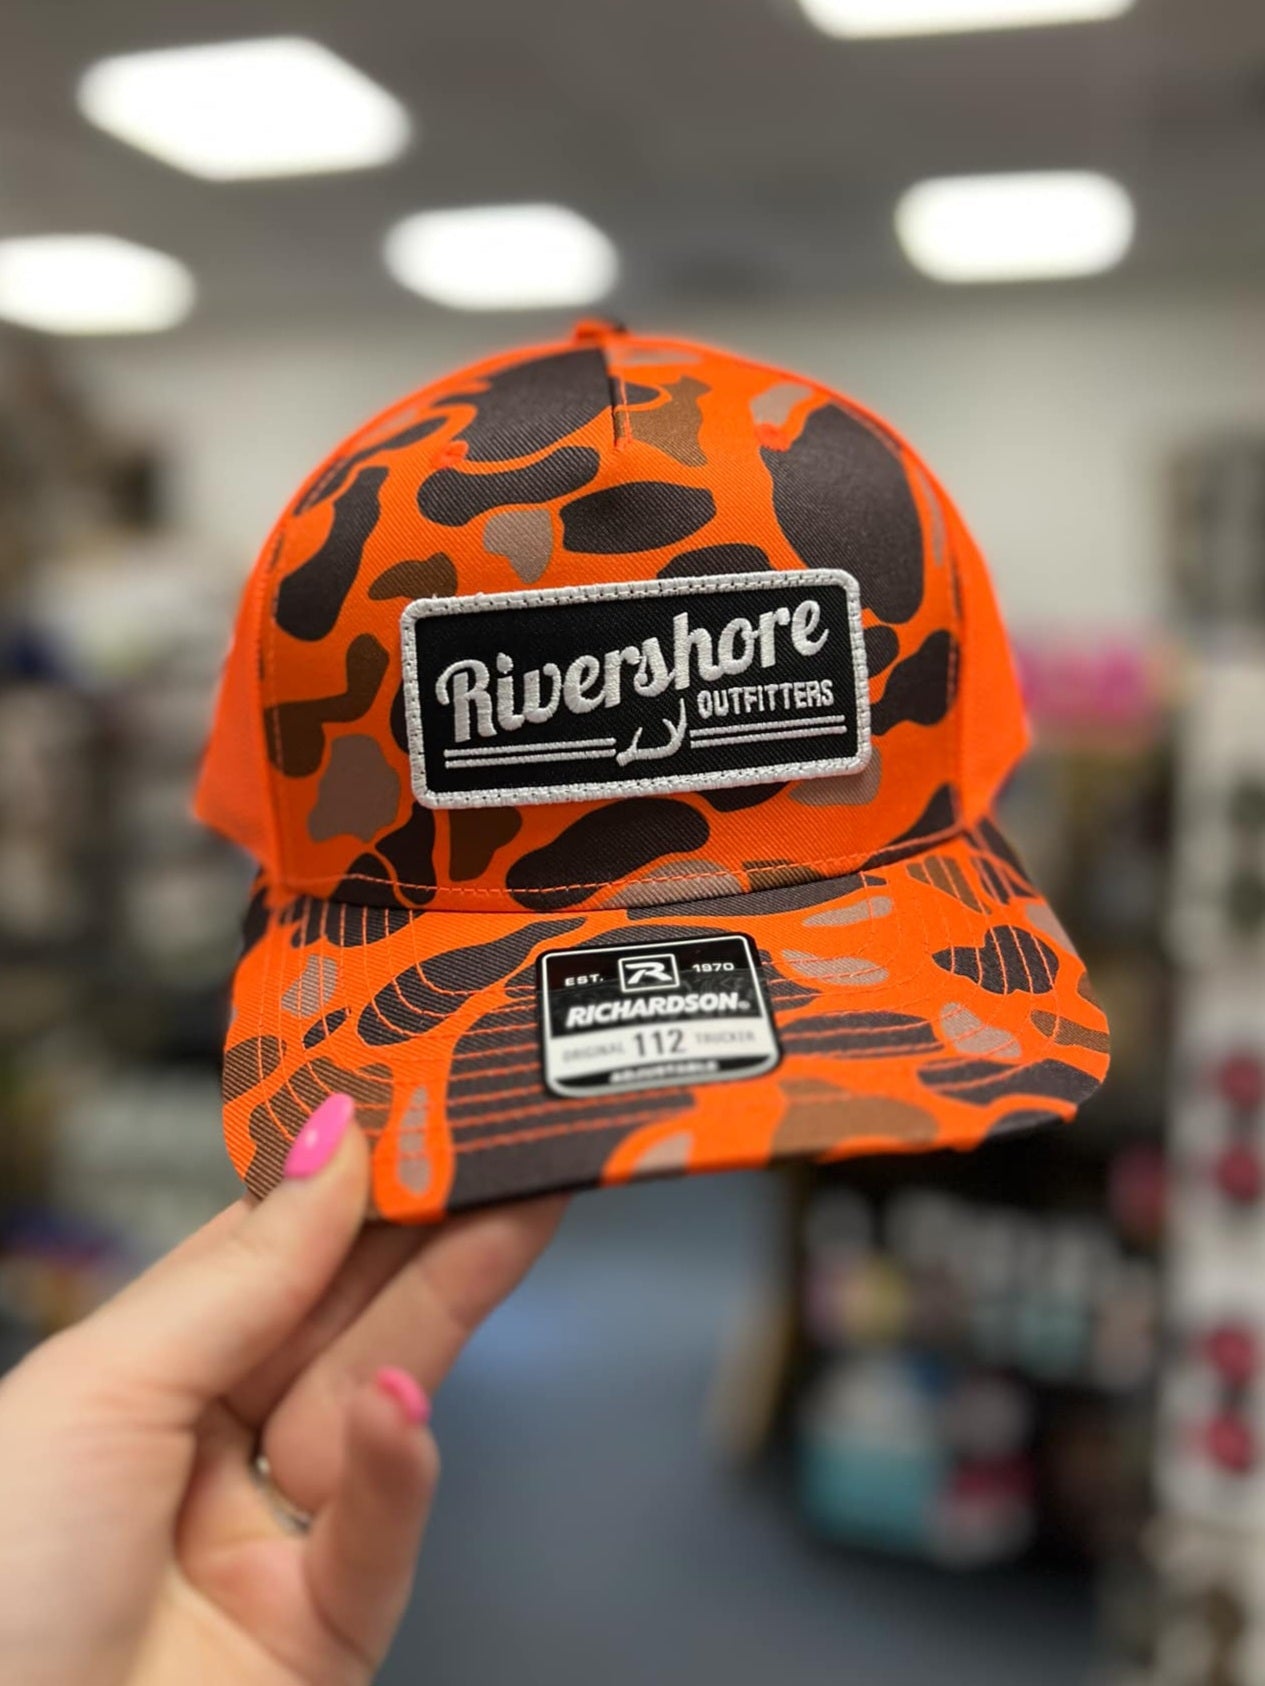 Rivershore
OUTFITTERS
EST. R 1970
RICHARDSON®
ORIGINAL 112 TRUCKER
ADJUSTABLE